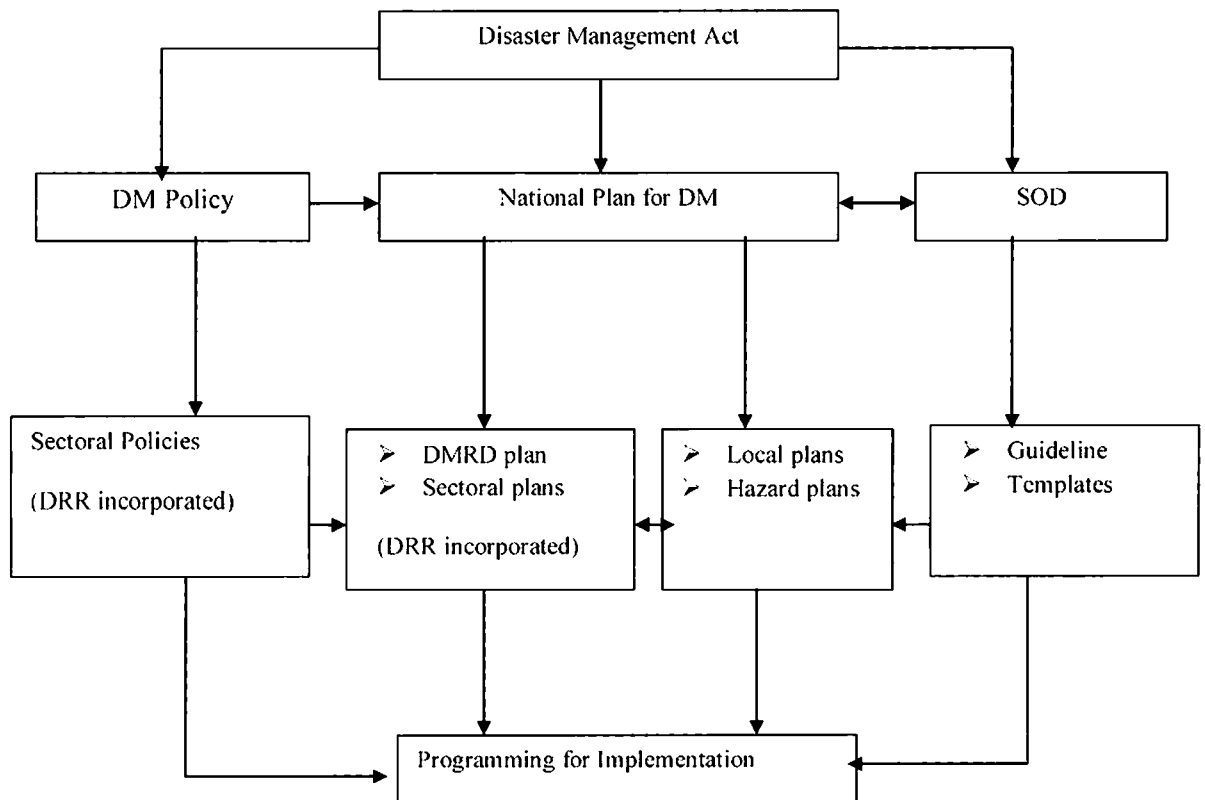 Disaster Management Act
DM Policy
National Plan for DM
SOD
Sectoral Policies
(DRR incorporated)
➢ DMRD plan
➢ Sectoral plans
(DRR incorporated)
➢ Local plans
➢ Hazard plans
➢ Guideline
➢ Templates
Programming for Implementation